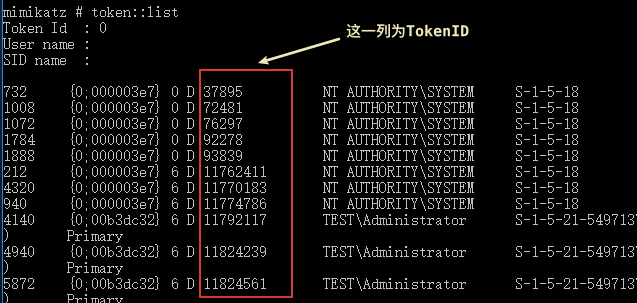 mimikatz # token::list
Token Id  : 0
User name :
SID name  :
这一列为TokenID
732     {0;000003e7} 0 D 37895          NT AUTHORITY\SYSTEM     S-1-5-18
1008    {0;000003e7} 0 D 72481          NT AUTHORITY\SYSTEM     S-1-5-18
1072    {0;000003e7} 0 D 76297          NT AUTHORITY\SYSTEM     S-1-5-18
1784    {0;000003e7} 0 D 92278          NT AUTHORITY\SYSTEM     S-1-5-18
1888    {0;000003e7} 0 D 93839          NT AUTHORITY\SYSTEM     S-1-5-18
212     {0;000003e7} 6 D 11762411       NT AUTHORITY\SYSTEM     S-1-5-18
4320    {0;000003e7} 6 D 11770183       NT AUTHORITY\SYSTEM     S-1-5-18
940     {0;000003e7} 6 D 11774786       NT AUTHORITY\SYSTEM     S-1-5-18
4140    {0;00b3dc32} 6 D 11792117       TEST\Administrator      S-1-5-21-549713
)       Primary
4940    {0;00b3dc32} 6 D 11824239       TEST\Administrator      S-1-5-21-549713
)       Primary
5872    {0;00b3dc32} 6 D 11824561       TEST\Administrator      S-1-5-21-549713
)       Primary